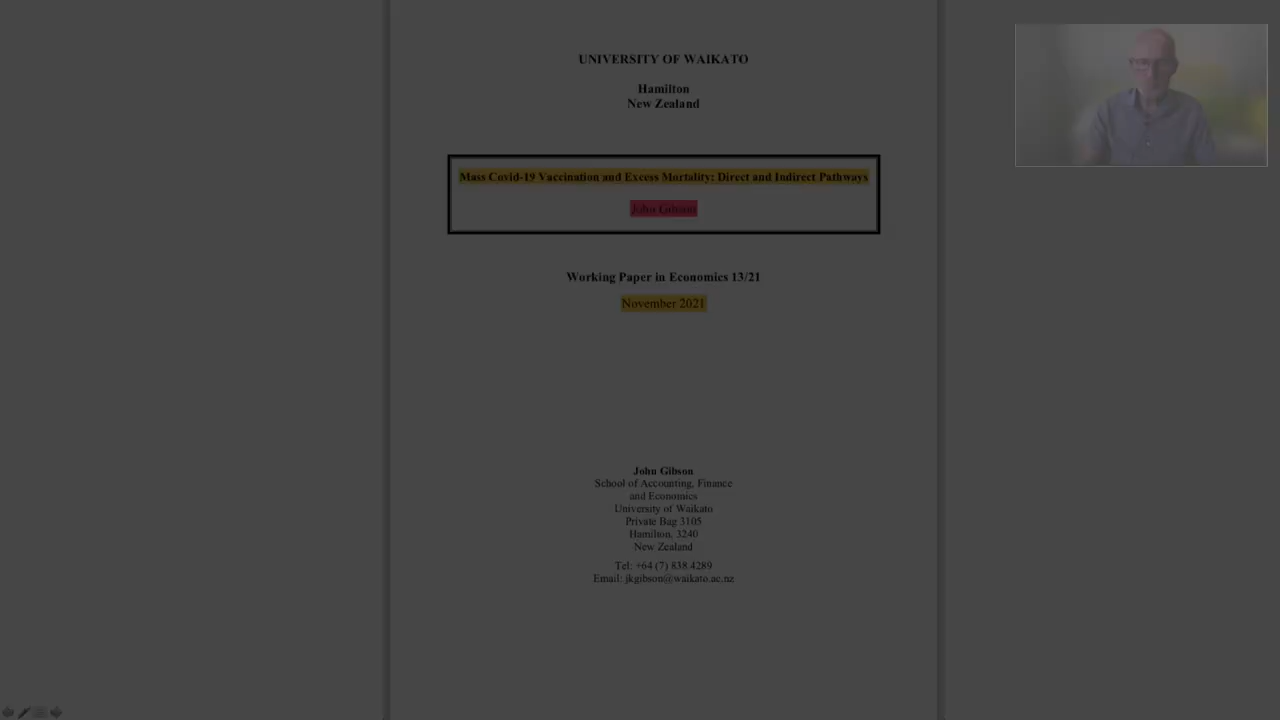 UNIVERSITY OF WAIKATO
Hamilton
New Zealand
Mass Covid-19 Vaccination and Excess Mortality: Direct and Indirect Pathways
John Gibson
Working Paper in Economics 13/21
November 2021
John Gibson
School of Accounting, Finance
and Economics
University of Waikato
Private Bag 3105
Hamilton, 3240
New Zealand
Tel: +64 (7) 838 4289
Email: jkgibson@waikato.ac.nz